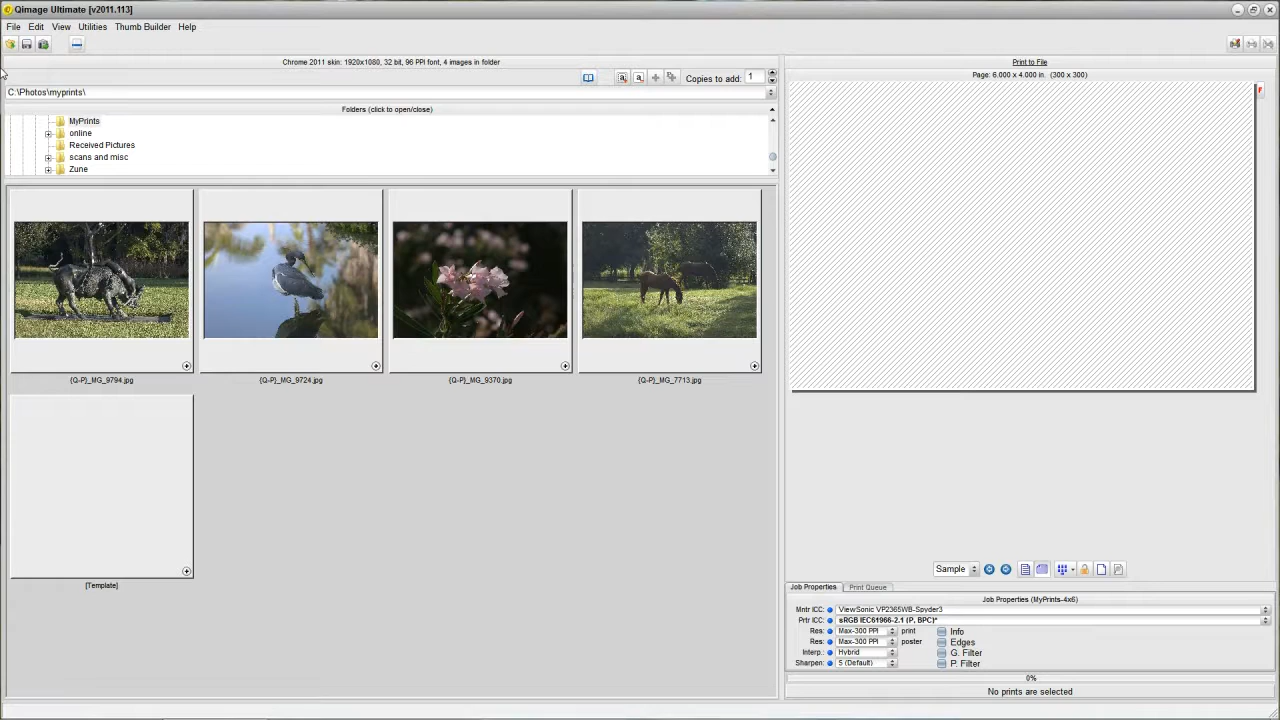 Qimage Ultimate [v2011.113]
File Edit View Utilities Thumb Builder Help
Chrome 2011 skin: 1920x1080, 32 bit, 96 PPI font, 4 images in folder
Copies to add: 1
C:\Photos\myprints\
Folders (click to open/close)
MyPrints
online
Received Pictures
scans and misc
Zune
{Q-P}_MG_9794.jpg
{Q-P}_MG_9724.jpg
{Q-P}_MG_9370.jpg
{Q-P}_MG_7713.jpg
[Template]
Print to File
Page: 6.000 x 4.000 in. (300 x 300)
Sample
Job Properties Print Queue
Job Properties (MyPrints-4x6)
Mntr ICC: ViewSonic VP2365WB-Spyder3
Prtr ICC: sRGB IEC61966-2.1 (P, BPC)*
Res: Max-300 PPI print Info
Res: Max-300 PPI poster Edges
Interp.: Hybrid G. Filter
Sharpen: 5 (Default) P. Filter
0%
No prints are selected